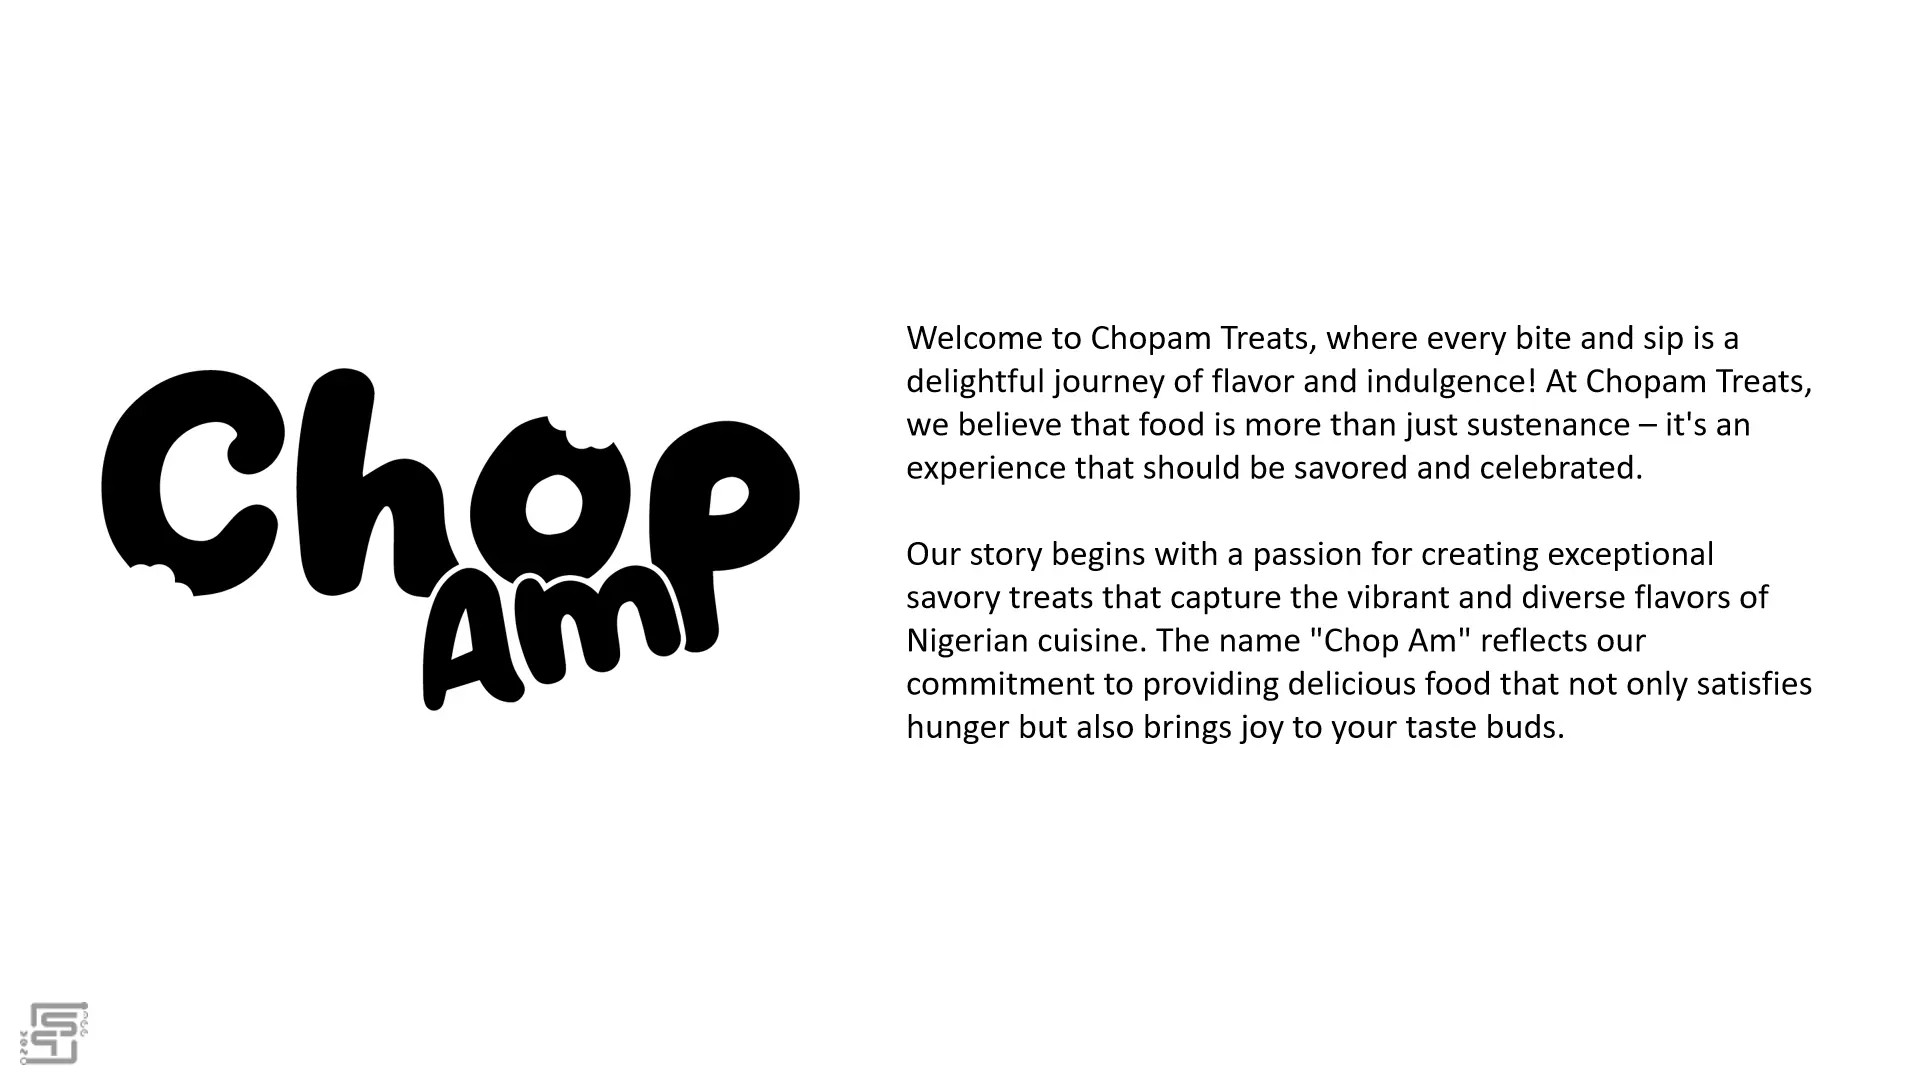 Chop
Am
Welcome to Chopam Treats, where every bite and sip is a
delightful journey of flavor and indulgence! At Chopam Treats,
we believe that food is more than just sustenance – it's an
experience that should be savored and celebrated.
Our story begins with a passion for creating exceptional
savory treats that capture the vibrant and diverse flavors of
Nigerian cuisine. The name "Chop Am" reflects our
commitment to providing delicious food that not only satisfies
hunger but also brings joy to your taste buds.